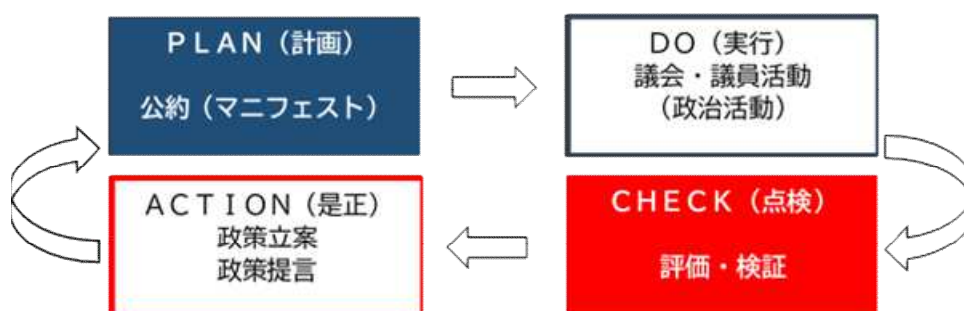 ＰＬＡＮ（計画）
公約（マニフェスト）
ＤＯ（実行）
議会・議員活動
（政治活動）
ＡＣＴＩＯＮ（是正）
政策立案
政策提言
ＣＨＥＣＫ（点検）
評価・検証